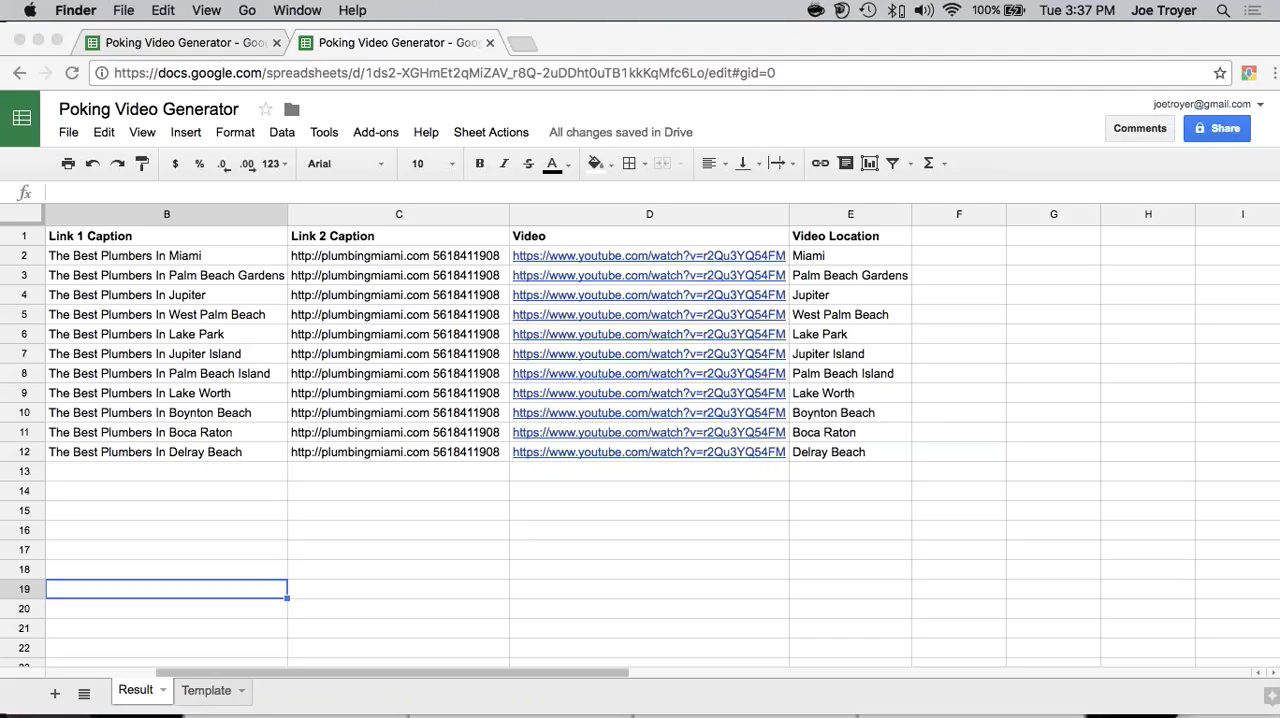 Finder File Edit View Go Window Help 100% Tue 3:37 PM Joe Troyer
Poking Video Generator - Goo Poking Video Generator - Goo
https://docs.google.com/spreadsheets/d/1ds2-XGHmEt2qMiZAV_r8Q-2uDDht0uTB1kkKqMfc6Lo/edit#gid=0
Poking Video Generator joetroyer@gmail.com
File Edit View Insert Format Data Tools Add-ons Help Sheet Actions All changes saved in Drive Comments Share
$ % .0 .00 123 Arial 10 B I S A Σ
fx
B C D E F G H I
1 Link 1 Caption Link 2 Caption Video Video Location
2 The Best Plumbers In Miami http://plumbingmiami.com 5618411908 https://www.youtube.com/watch?v=r2Qu3YQ54FM Miami
3 The Best Plumbers In Palm Beach Gardens http://plumbingmiami.com 5618411908 https://www.youtube.com/watch?v=r2Qu3YQ54FM Palm Beach Gardens
4 The Best Plumbers In Jupiter http://plumbingmiami.com 5618411908 https://www.youtube.com/watch?v=r2Qu3YQ54FM Jupiter
5 The Best Plumbers In West Palm Beach http://plumbingmiami.com 5618411908 https://www.youtube.com/watch?v=r2Qu3YQ54FM West Palm Beach
6 The Best Plumbers In Lake Park http://plumbingmiami.com 5618411908 https://www.youtube.com/watch?v=r2Qu3YQ54FM Lake Park
7 The Best Plumbers In Jupiter Island http://plumbingmiami.com 5618411908 https://www.youtube.com/watch?v=r2Qu3YQ54FM Jupiter Island
8 The Best Plumbers In Palm Beach Island http://plumbingmiami.com 5618411908 https://www.youtube.com/watch?v=r2Qu3YQ54FM Palm Beach Island
9 The Best Plumbers In Lake Worth http://plumbingmiami.com 5618411908 https://www.youtube.com/watch?v=r2Qu3YQ54FM Lake Worth
10 The Best Plumbers In Boynton Beach http://plumbingmiami.com 5618411908 https://www.youtube.com/watch?v=r2Qu3YQ54FM Boynton Beach
11 The Best Plumbers In Boca Raton http://plumbingmiami.com 5618411908 https://www.youtube.com/watch?v=r2Qu3YQ54FM Boca Raton
12 The Best Plumbers In Delray Beach http://plumbingmiami.com 5618411908 https://www.youtube.com/watch?v=r2Qu3YQ54FM Delray Beach
13
14
15
16
17
18
19
20
21
22
Result Template